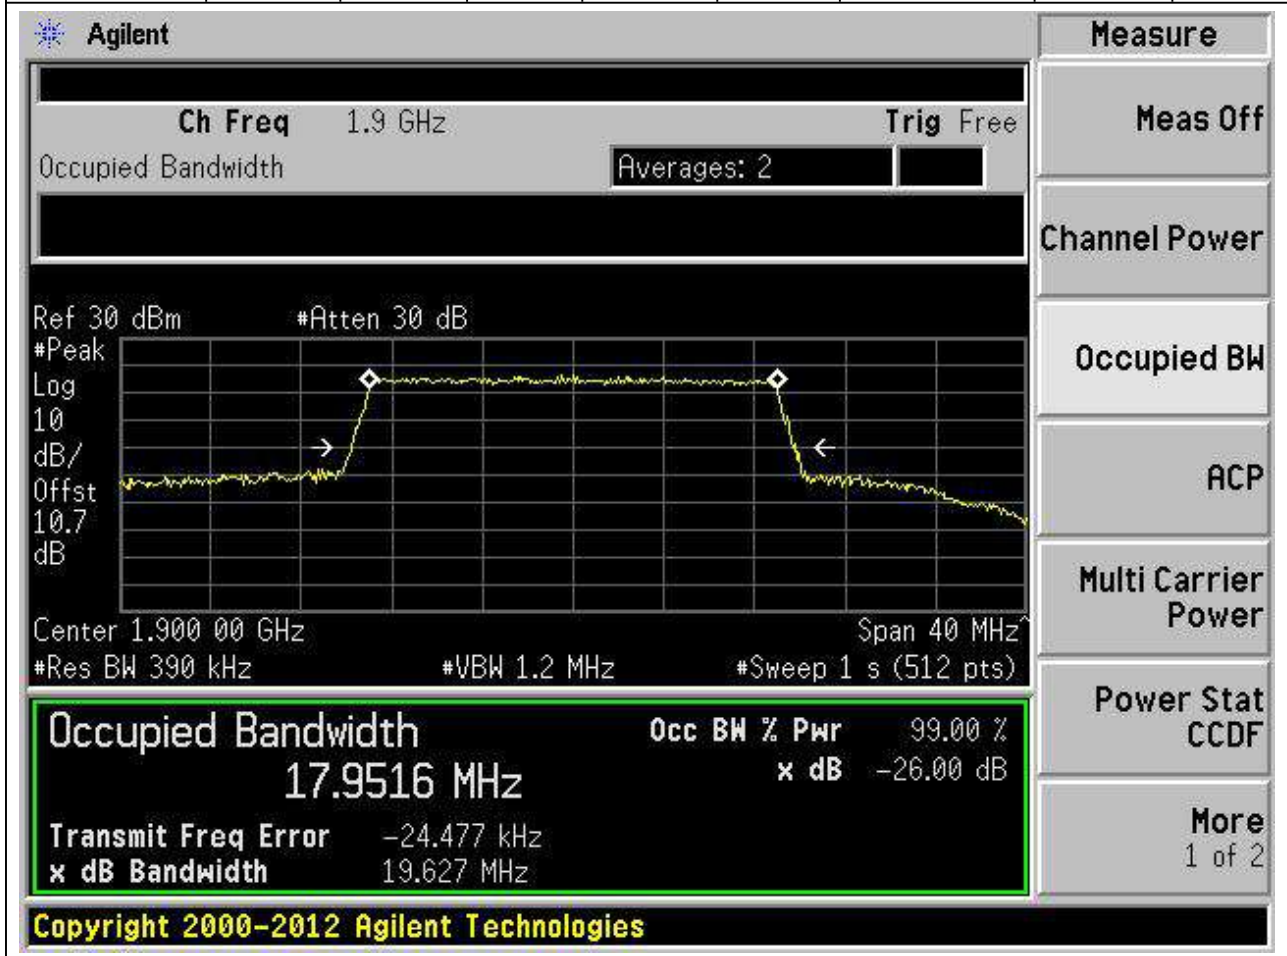 Agilent
Measure
Ch Freq 1.9 GHz Trig Free
Meas Off
Occupied Bandwidth Averages: 2
Channel Power
Ref 30 dBm #Atten 30 dB
#Peak
Log
10
dB/
Offst
10.7
dB
Occupied BW
ACP
Center 1.900 00 GHz Span 40 MHz^
#Res BW 390 kHz #VBW 1.2 MHz #Sweep 1 s (512 pts)
Multi Carrier
Power
Occupied Bandwidth Occ BW % Pwr 99.00 %
17.9516 MHz x dB -26.00 dB
Transmit Freq Error -24.477 kHz
x dB Bandwidth 19.627 MHz
Power Stat
CCDF
More
1 of 2
Copyright 2000-2012 Agilent Technologies